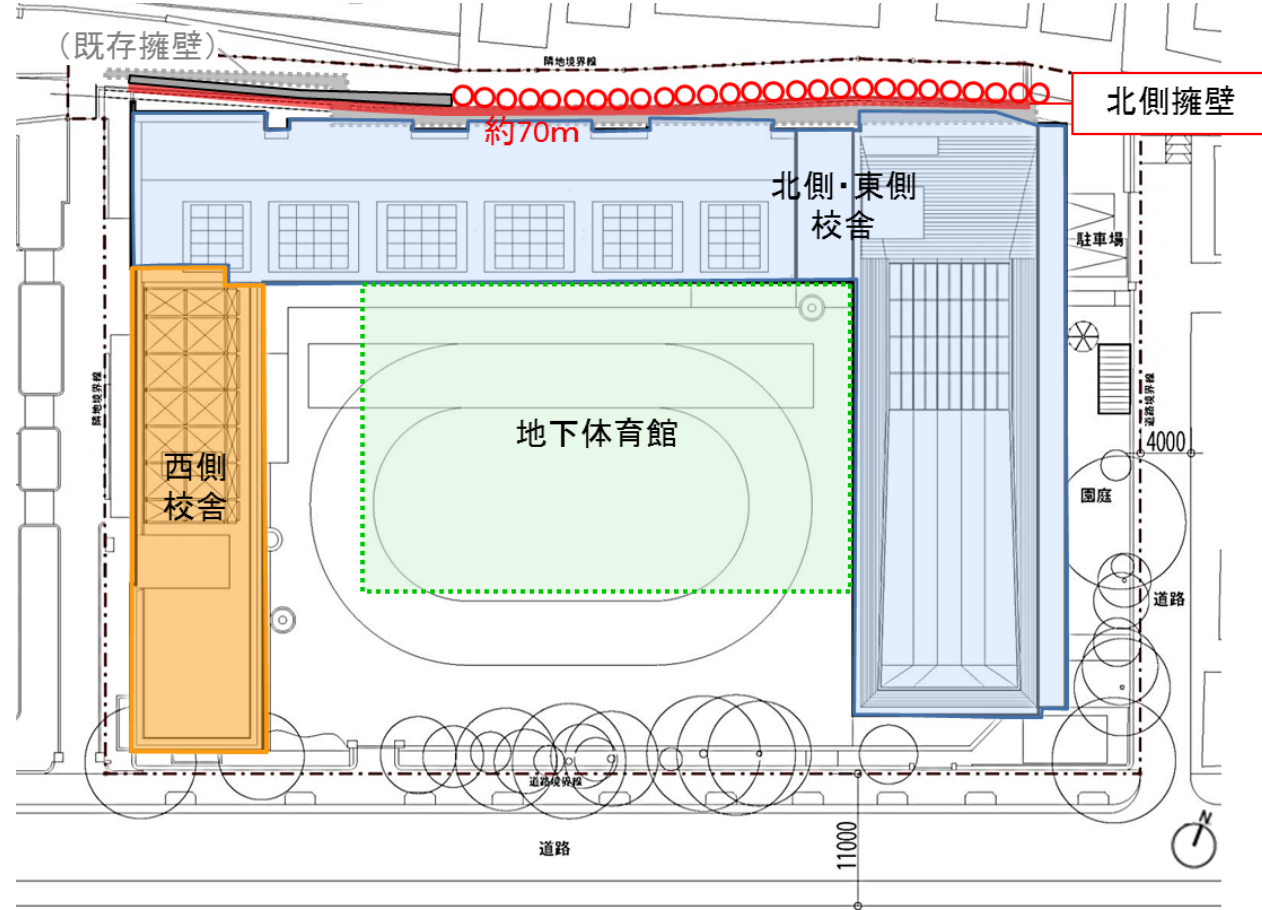 （既存擁壁）
隣地境界線
北側擁壁
約70m
北側・東側
校舎
駐車場
隣地境界線
道路境界線
4000
地下体育館
西側
校舎
園庭
道路
道路境界線
11000
道路
N